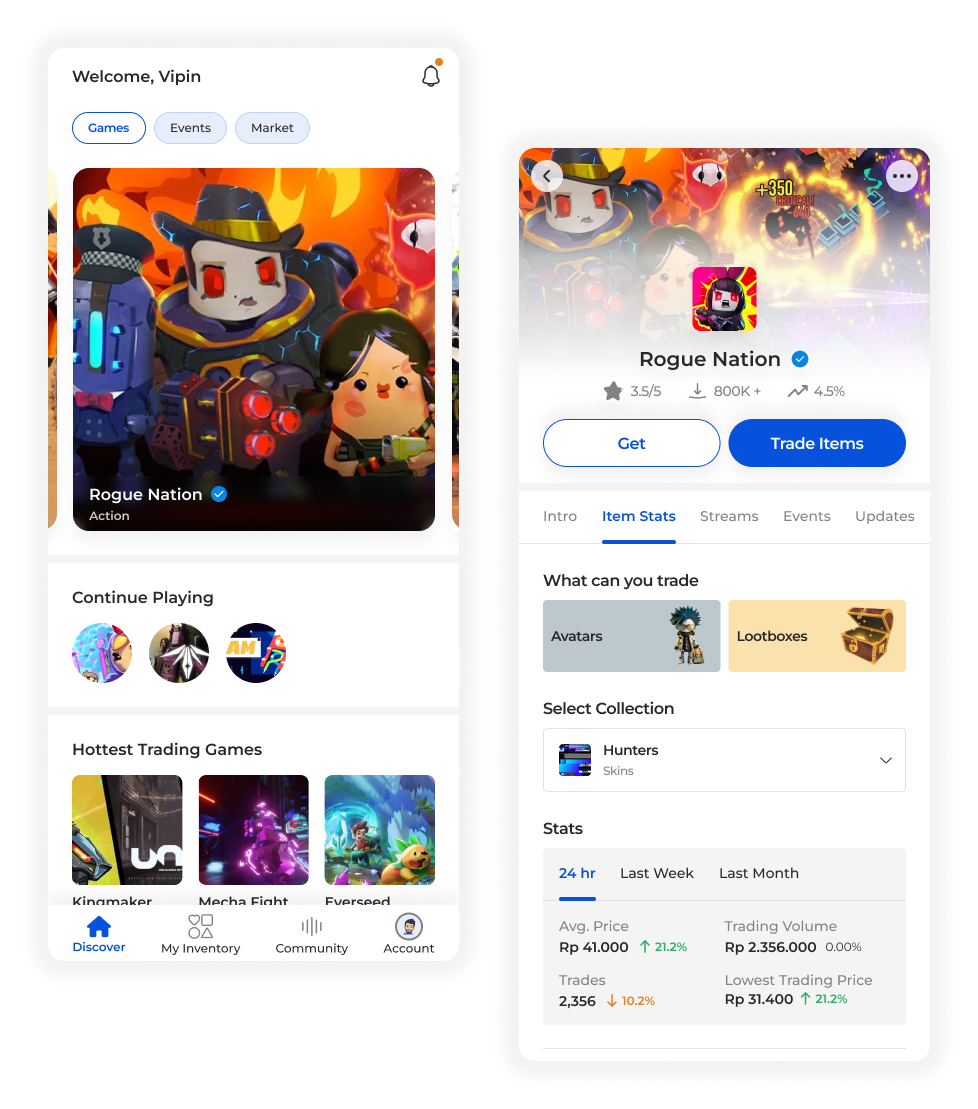 Welcome, Vipin
Games
Events
Market
Rogue Nation
Action
Continue Playing
AM
Hottest Trading Games
Kingmaker
Mecha Fight
Everseed
Discover
My Inventory
Community
Account
+350
CRITICAL!
-640
Rogue Nation
3.5/5
800K +
4.5%
Get
Trade Items
Intro
Item Stats
Streams
Events
Updates
What can you trade
Avatars
Lootboxes
Select Collection
Hunters
Skins
Stats
24 hr
Last Week
Last Month
Avg. Price
Trading Volume
Rp 41.000
21.2%
Rp 2.356.000
0.00%
Trades
Lowest Trading Price
2,356
10.2%
Rp 31.400
21.2%